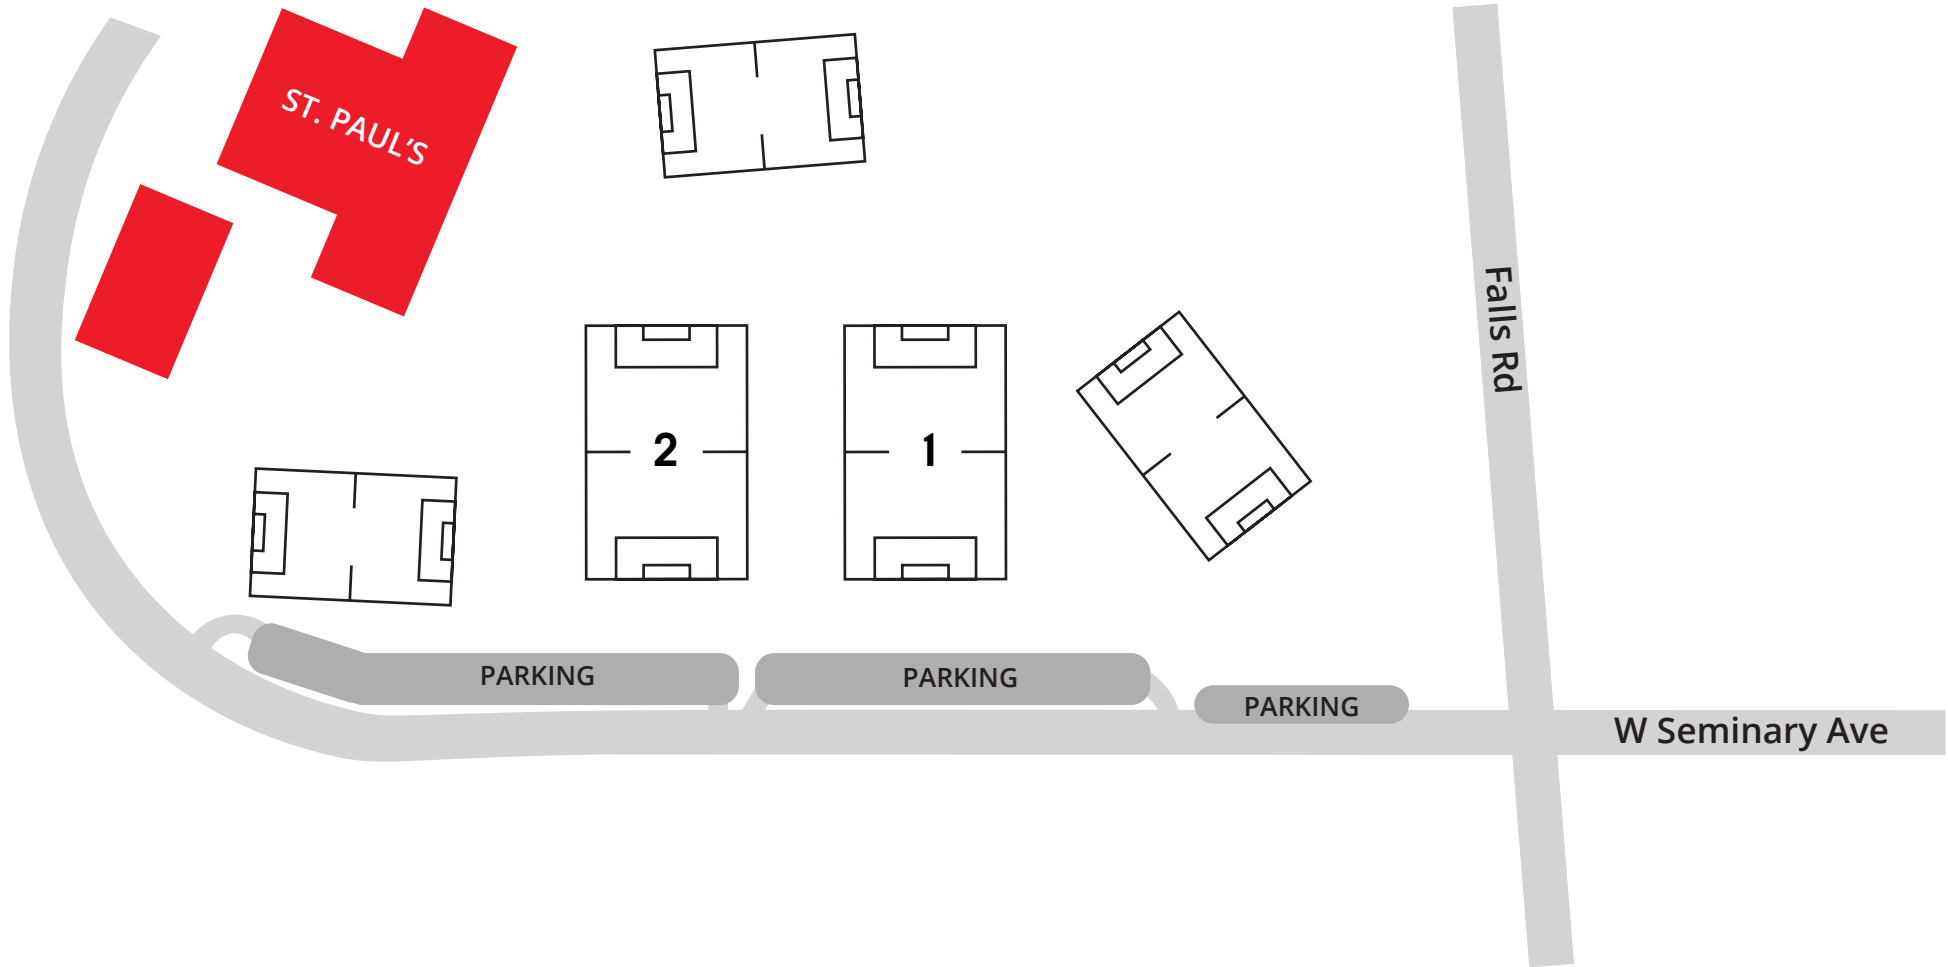 ST. PAUL’S
Falls Rd
2
1
PARKING
PARKING
PARKING
W Seminary Ave